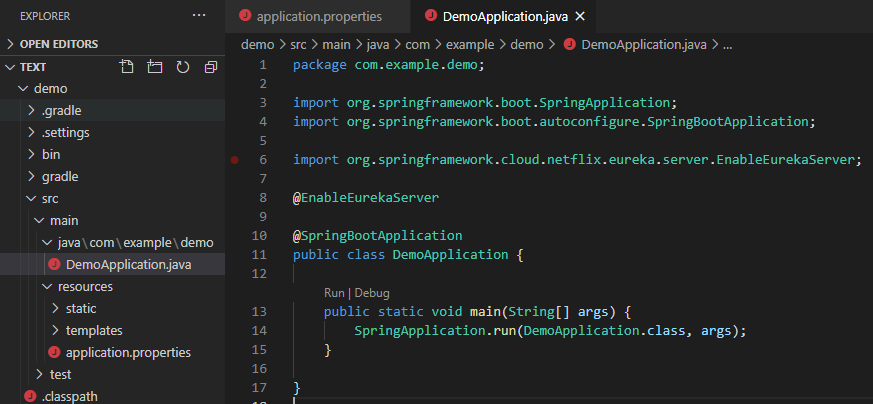 EXPLORER
···
OPEN EDITORS
TEXT
demo
.gradle
.settings
bin
gradle
src
main
java\com\example\demo
DemoApplication.java
resources
static
templates
application.properties
test
.classpath
application.properties
DemoApplication.java
demo > src > main > java > com > example > demo > DemoApplication.java > ...
1 package com.example.demo;
2
3 import org.springframework.boot.SpringApplication;
4 import org.springframework.boot.autoconfigure.SpringBootApplication;
5
6 import org.springframework.cloud.netflix.eureka.server.EnableEurekaServer;
7
8 @EnableEurekaServer
9
10 @SpringBootApplication
11 public class DemoApplication {
12
Run | Debug
13 public static void main(String[] args) {
14 SpringApplication.run(DemoApplication.class, args);
15 }
16
17 }
18